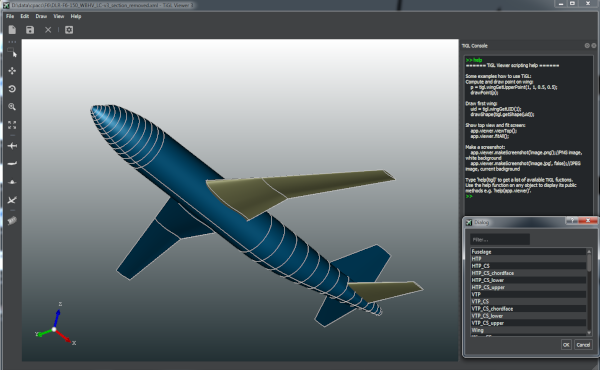 File Edit Draw View Help
TIGL Console
>> help
====== TIGL Viewer scripting help ======
Some examples how to use TIGL:
Compute and draw point on wing:
p = tigl.wingGetUpperPoint(1, 1, 0.5, 0.5);
drawPoint(p);
Draw first wing:
uid = tigl.wingGetUID(1);
drawShape(tigl.getShape(uid));
Show top view and fit screen:
app.viewer.viewTop();
app.viewer.fitAll();
Make a screenshot:
app.viewer.makeScreenshot('image.png');//PNG image,
white background
app.viewer.makeScreenshot('image.jpg', false);//JPEG
image, current background
Type 'help(tigl)' to get a list of available TIGL fuctions.
Use the help function on any object to display its public
methods e.g. 'help(app.viewer)'.
>>
Filter...
Fuselage
HTP
HTP_CS
HTP_CS_chordface
HTP_CS_lower
HTP_CS_upper
VTP
VTP_CS
VTP_CS_chordface
VTP_CS_lower
VTP_CS_upper
Wing
OK Cancel
Z
Y
X